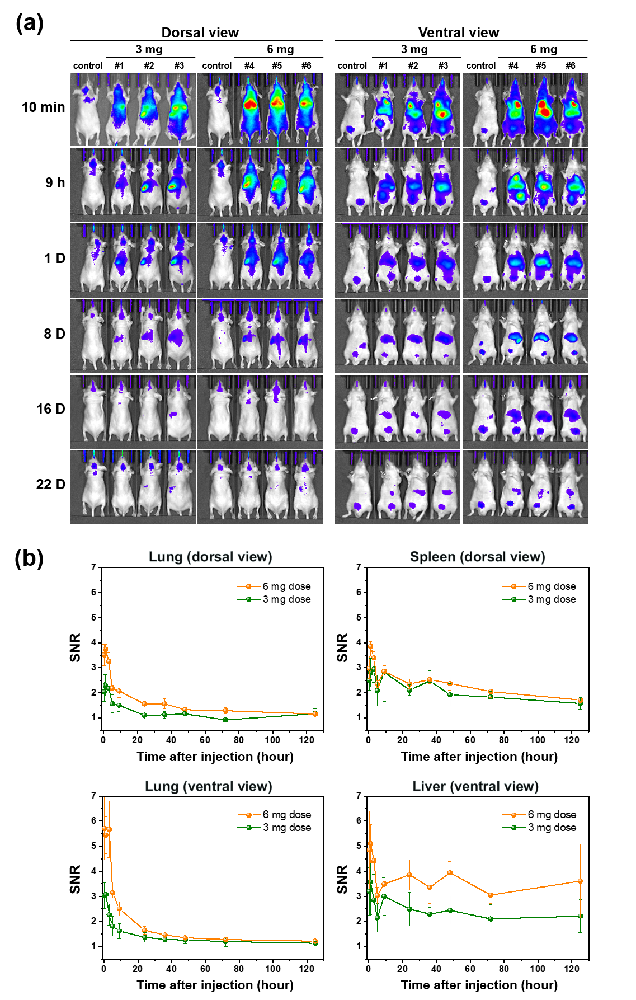 (a)
Dorsal view
Ventral view
3 mg
6 mg
3 mg
6 mg
control #1 #2 #3 control #4 #5 #6 control #1 #2 #3 control #4 #5 #6
10 min
9 h
1 D
8 D
16 D
22 D
(b)
Lung (dorsal view)
7
6
5
4
3
2
1
SNR
6 mg dose
3 mg dose
0 20 40 60 80 100 120
Time after injection (hour)
Spleen (dorsal view)
7
6
5
4
3
2
1
SNR
6 mg dose
3 mg dose
0 20 40 60 80 100 120
Time after injection (hour)
Lung (ventral view)
7
6
5
4
3
2
1
SNR
6 mg dose
3 mg dose
0 20 40 60 80 100 120
Time after injection (hour)
Liver (ventral view)
7
6
5
4
3
2
1
SNR
6 mg dose
3 mg dose
0 20 40 60 80 100 120
Time after injection (hour)